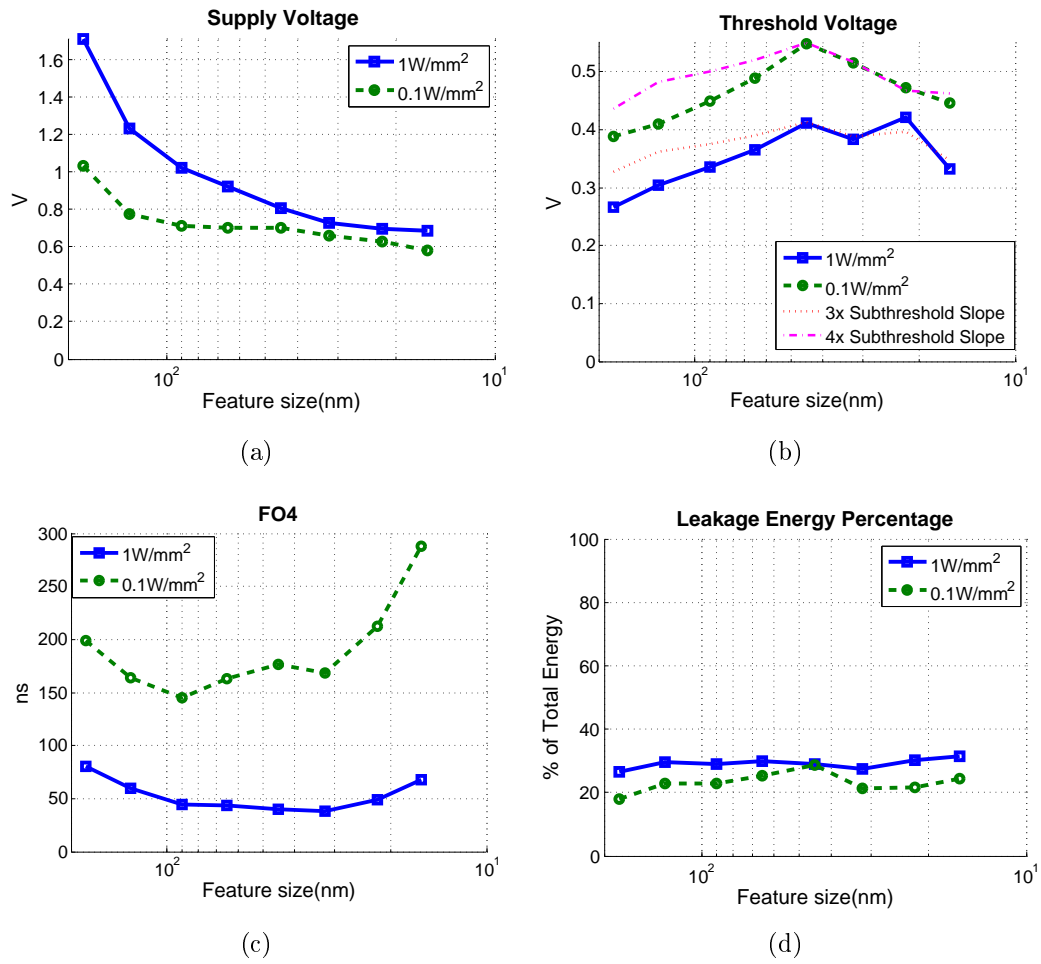 Supply Voltage
1.6
1.4
1.2
1
0.8
0.6
0.4
0.2
0
V
1W/mm²
0.1W/mm²
10²
10¹
Feature size(nm)
(a)
Threshold Voltage
0.5
0.4
0.3
0.2
0.1
0
V
1W/mm²
0.1W/mm²
3x Subthreshold Slope
4x Subthreshold Slope
10²
10¹
Feature size(nm)
(b)
FO4
300
250
200
150
100
50
0
ns
1W/mm²
0.1W/mm²
10²
10¹
Feature size(nm)
(c)
Leakage Energy Percentage
100
80
60
40
20
0
% of Total Energy
1W/mm²
0.1W/mm²
10²
10¹
Feature size(nm)
(d)